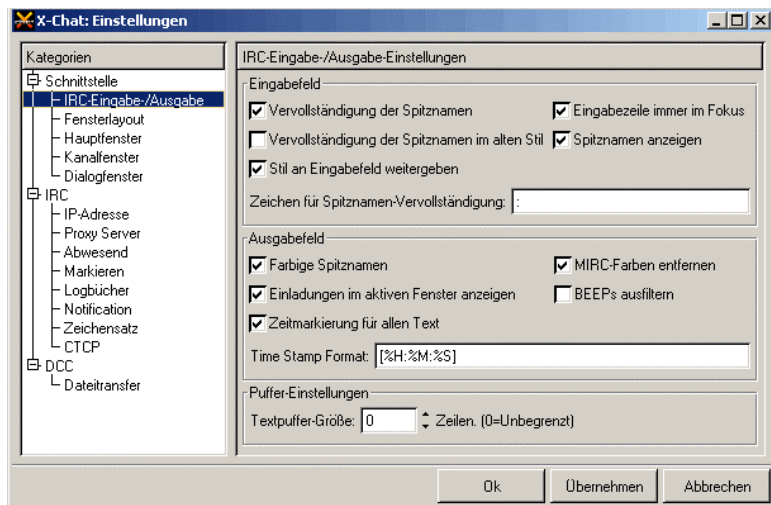 X-Chat: Einstellungen
Kategorien
Schnittstelle
IRC-Eingabe-/Ausgabe
Fensterlayout
Hauptfenster
Kanalfenster
Dialogfenster
IRC
IP-Adresse
Proxy Server
Abwesend
Markieren
Logbücher
Notification
Zeichensatz
CTCP
DCC
Dateitransfer
IRC-Eingabe-/Ausgabe-Einstellungen
Eingabefeld
Vervollständigung der Spitznamen
Eingabezeile immer im Fokus
Vervollständigung der Spitznamen im alten Stil
Spitznamen anzeigen
Stil an Eingabefeld weitergeben
Zeichen für Spitznamen-Vervollständigung: :
Ausgabefeld
Farbige Spitznamen
MIRC-Farben entfernen
Einladungen im aktiven Fenster anzeigen
BEEPs ausfiltern
Zeitmarkierung für allen Text
Time Stamp Format: [%H:%M:%S]
Puffer-Einstellungen
Textpuffer-Größe: 0 Zeilen. (0=Unbegrenzt)
Ok Übernehmen Abbrechen